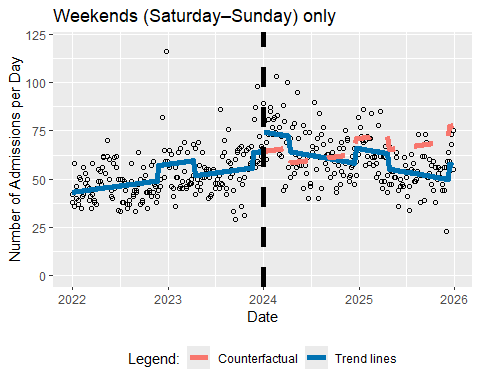 Weekends (Saturday–Sunday) only
Number of Admissions per Day
125
100
75
50
25
0
2022 2023 2024 2025 2026
Date
Legend: Counterfactual Trend lines